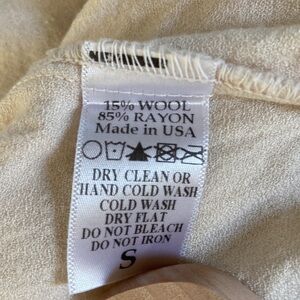 15% WOOL
85% RAYON
Made in USA
DRY CLEAN OR
HAND COLD WASH
COLD WASH
DRY FLAT
DO NOT BLEACH
DO NOT IRON
S